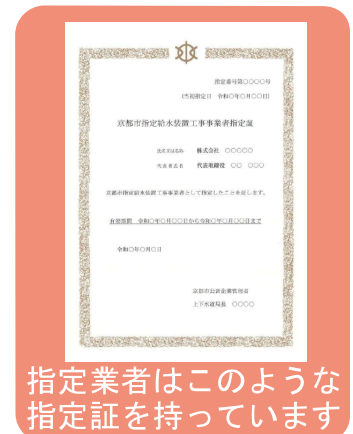 指定番号第○○○○号
(当初指定日 令和○年○月○○日)
京都市指定給水装置工事事業者指定証
氏名又は名称 株式会社 ○○○○○
代表者氏名 代表取締役 ○○ ○○○
京都市指定給水装置工事事業者として指定したことを証します。
有効期間 令和○年○月○○日から令和○年○月○○日まで
令和○年○月○日
京都市公営企業管理者
上下水道局長 ○○○○
指定業者はこのような
指定証を持っています